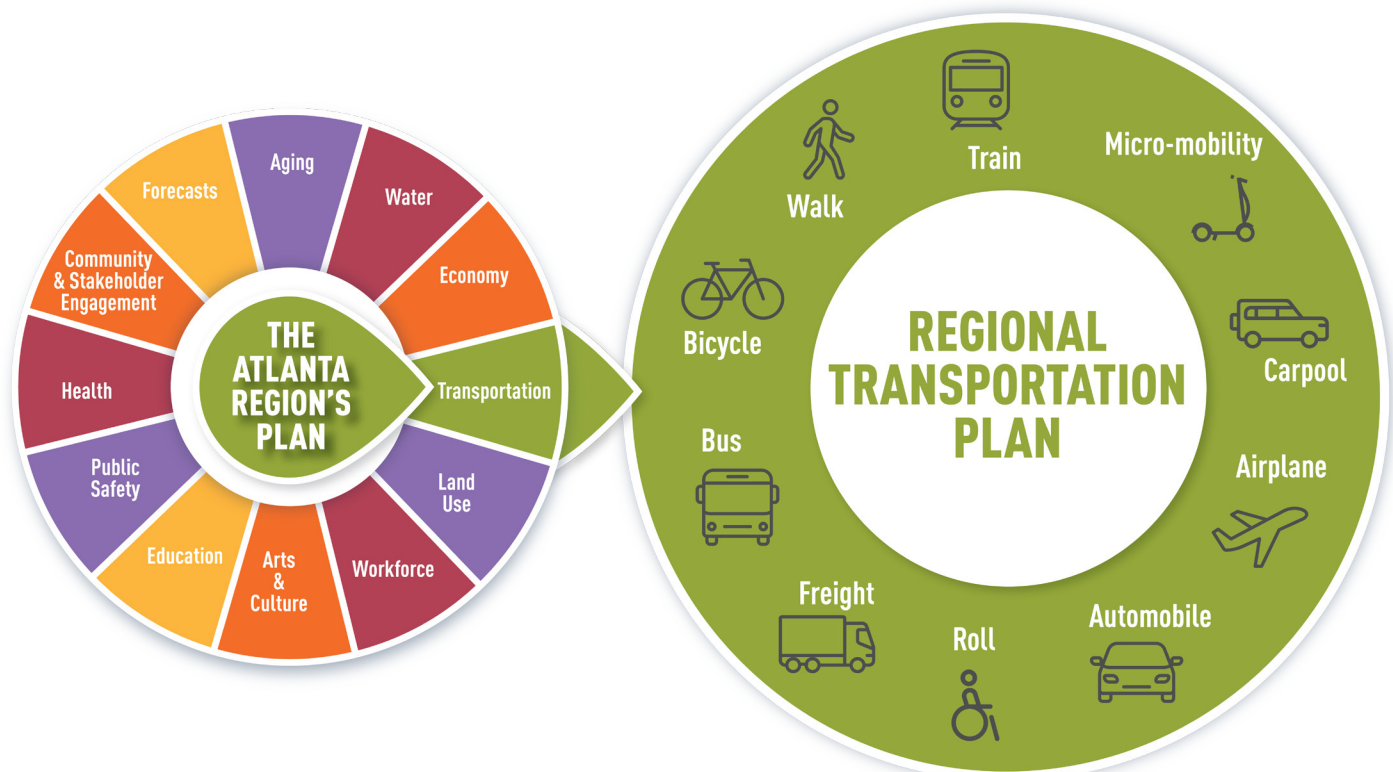 Aging
Water
Economy
Transportation
Land
Use
Workforce
Arts
&
Culture
Education
Public
Safety
Health
Community
& Stakeholder
Engagement
Forecasts
THE
ATLANTA
REGION'S
PLAN
REGIONAL
TRANSPORTATION
PLAN
Train
Micro-mobility
Carpool
Airplane
Automobile
Roll
Freight
Bus
Bicycle
Walk